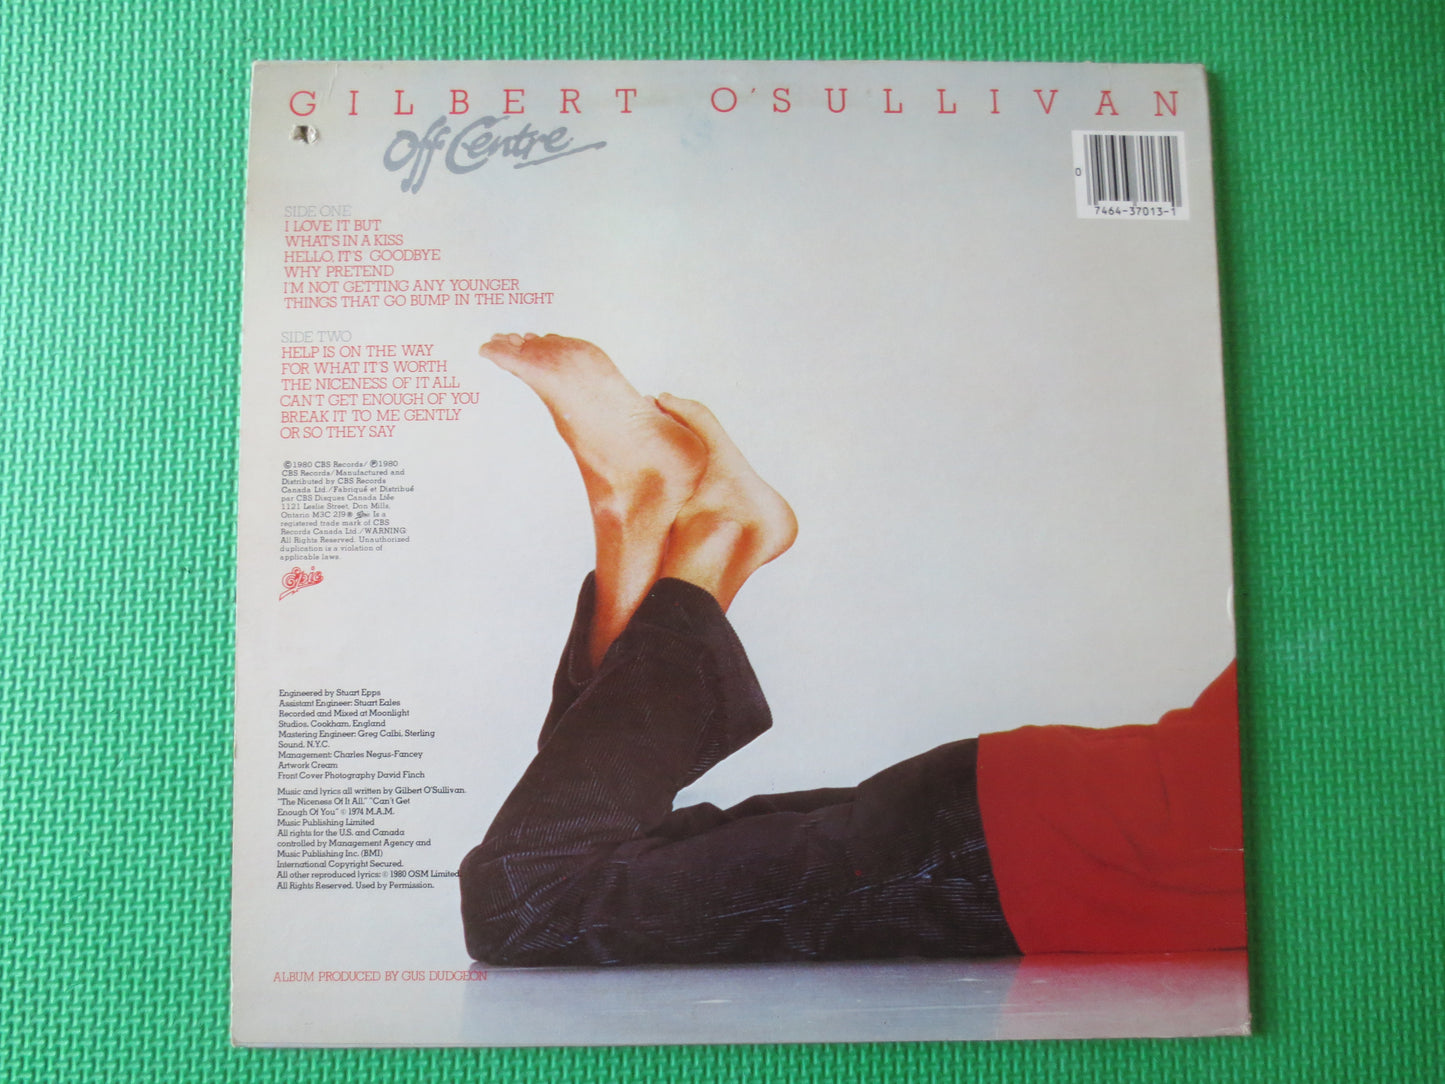 GILBERT O'SULLIVAN
Off Centre
0
7464-37013-1
SIDE ONE
I LOVE IT BUT
WHAT'S IN A KISS
HELLO, IT'S GOODBYE
WHY PRETEND
I'M NOT GETTING ANY YOUNGER
THINGS THAT GO BUMP IN THE NIGHT
SIDE TWO
HELP IS ON THE WAY
FOR WHAT IT'S WORTH
THE NICENESS OF IT ALL
CAN'T GET ENOUGH OF YOU
BREAK IT TO ME GENTLY
OR SO THEY SAY
©1980 CBS Records/ ℗1980
CBS Records/Manufactured and
Distributed by CBS Records
Canada Ltd./Fabriqué et Distribué
par CBS Disques Canada Ltée
1121 Leslie Street, Don Mills,
Ontario M3C 2J9 ® Epic Is a
registered trade mark of CBS
Records Canada Ltd./WARNING:
All Rights Reserved. Unauthorized
duplication is a violation of
applicable laws.
Epic
Engineered by Stuart Epps
Assistant Engineer: Stuart Eales
Recorded and Mixed at Moonlight
Studios, Cookham, England
Mastering Engineer: Greg Calbi, Sterling
Sound, N.Y.C.
Management: Charles Negus-Fancey
Artwork Cream
Front Cover Photography David Finch
Music and lyrics all written by Gilbert O'Sullivan.
"The Niceness Of It All," "Can't Get
Enough Of You" © 1974 M.A.M.
Music Publishing Limited
All rights for the U.S. and Canada
controlled by Management Agency and
Music Publishing Inc. (BMI)
International Copyright Secured.
All other reproduced lyrics: © 1980 OSM Limited
All Rights Reserved. Used by Permission.
ALBUM PRODUCED BY GUS DUDGEON